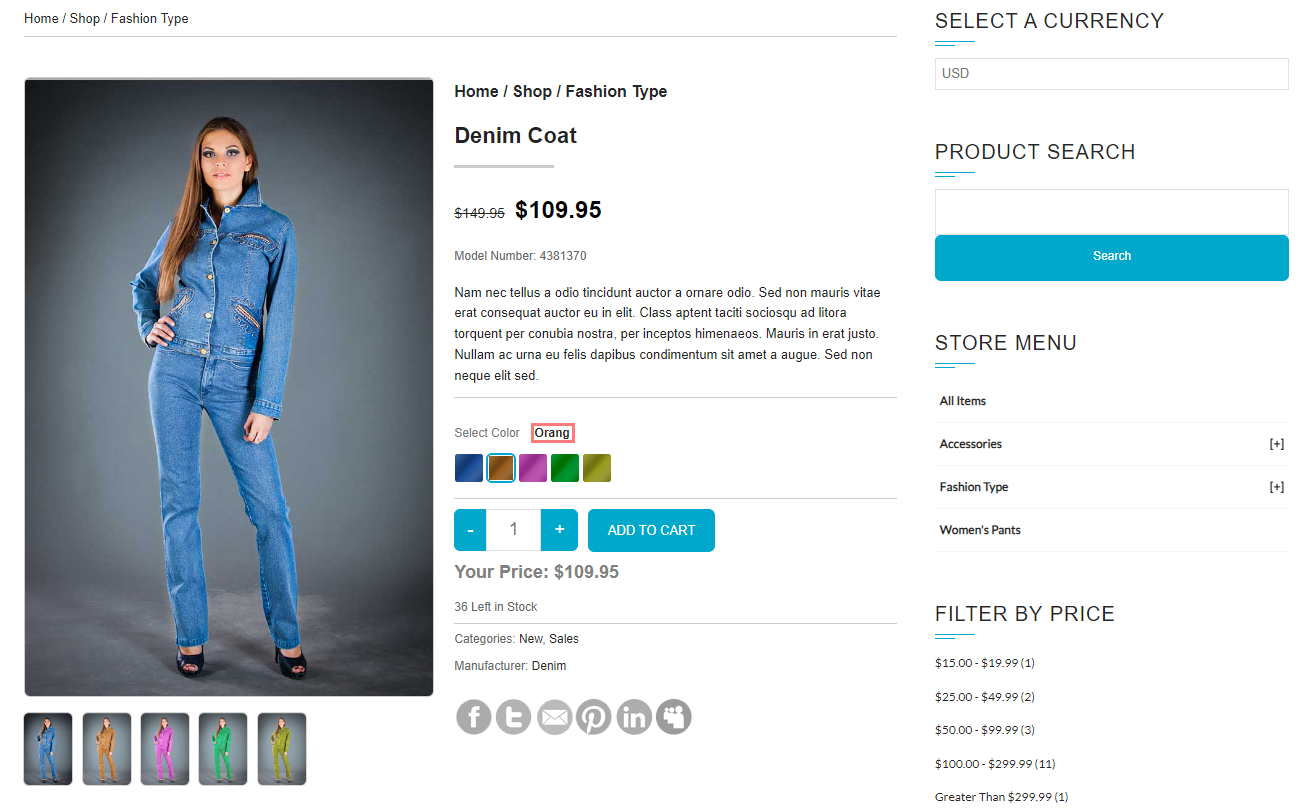 Home / Shop / Fashion Type
Home / Shop / Fashion Type
Denim Coat
$149.95 $109.95
Model Number: 4381370
Nam nec tellus a odio tincidunt auctor a ornare odio. Sed non mauris vitae
erat consequat auctor eu in elit. Class aptent taciti sociosqu ad litora
torquent per conubia nostra, per inceptos himenaeos. Mauris in erat justo.
Nullam ac urna eu felis dapibus condimentum sit amet a augue. Sed non
neque elit sed.
Select Color Orang
- 1 + ADD TO CART
Your Price: $109.95
36 Left in Stock
Categories: New, Sales
Manufacturer: Denim
SELECT A CURRENCY
USD
PRODUCT SEARCH
Search
STORE MENU
All Items
Accessories [+]
Fashion Type [+]
Women's Pants
FILTER BY PRICE
$15.00 - $19.99 (1)
$25.00 - $49.99 (2)
$50.00 - $99.99 (3)
$100.00 - $299.99 (11)
Greater Than $299.99 (1)